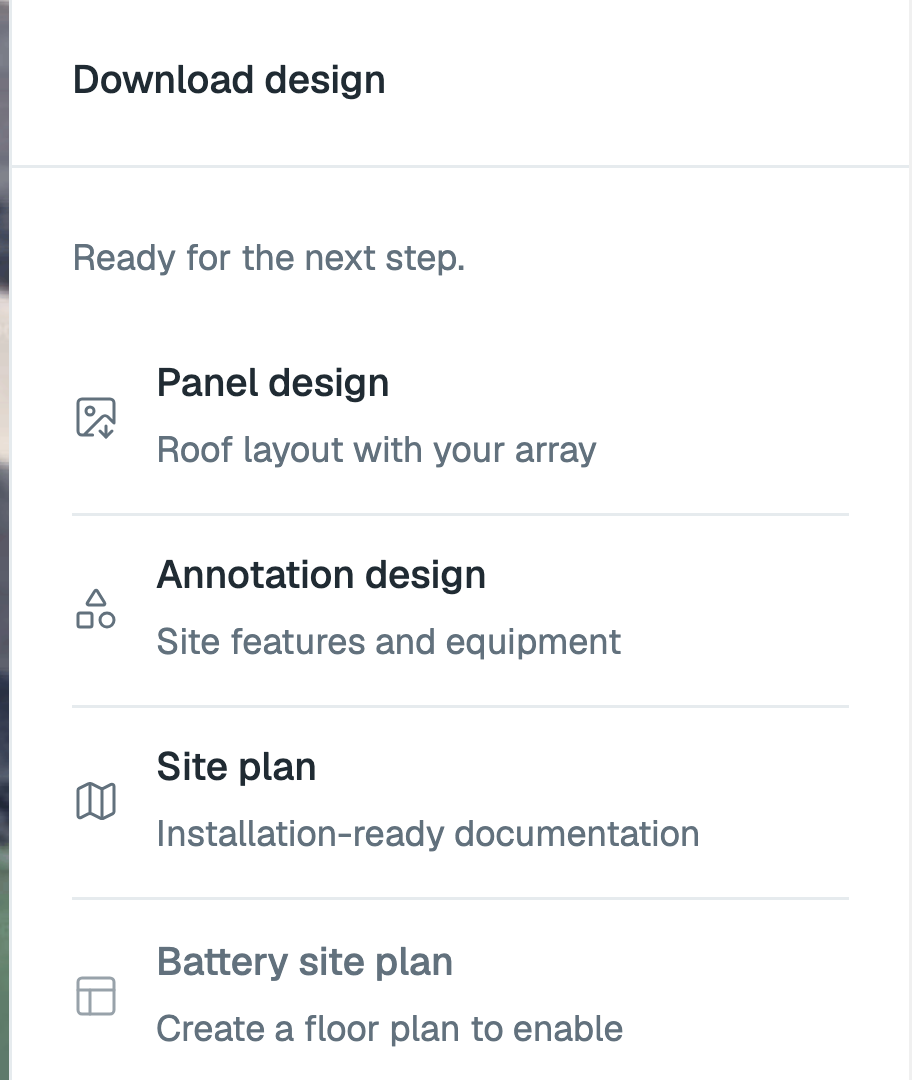 Download design
Ready for the next step.
Panel design
Roof layout with your array
Annotation design
Site features and equipment
Site plan
Installation-ready documentation
Battery site plan
Create a floor plan to enable